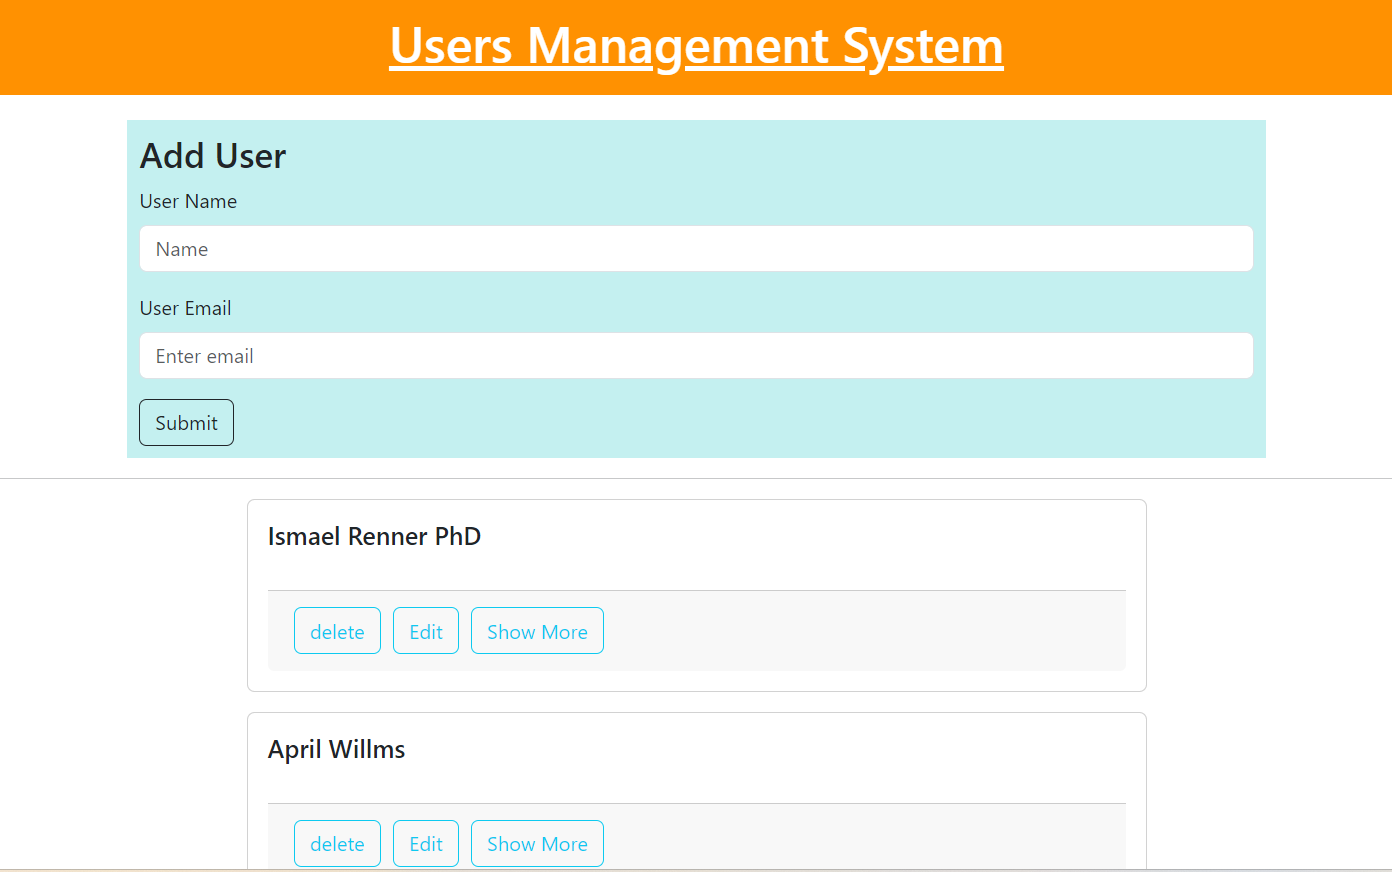 Users Management System
Add User
User Name
Name
User Email
Enter email
Submit
Ismael Renner PhD
delete Edit Show More
April Willms
delete Edit Show More